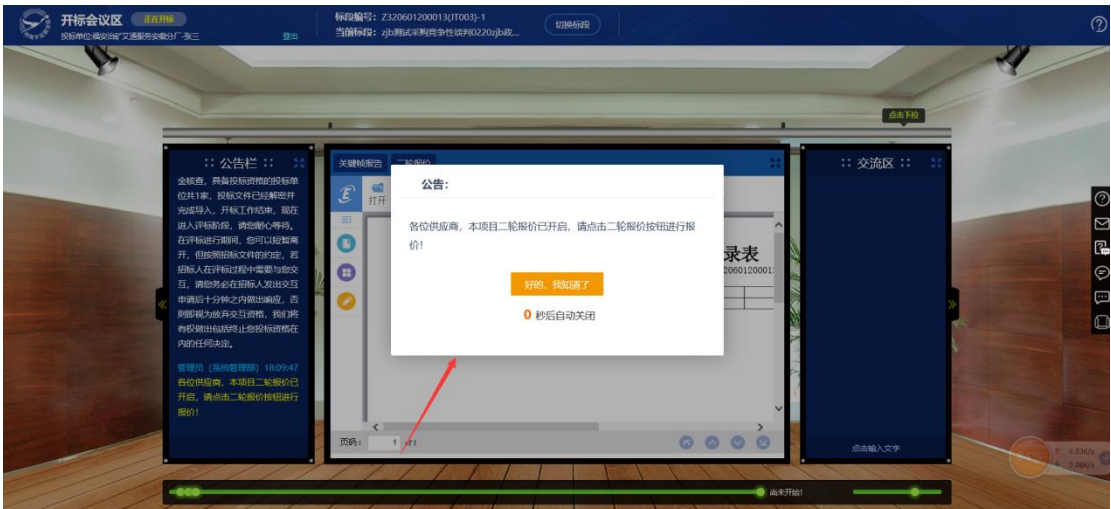 开标会议区 正在开标
投标单位:福安治矿交通服务安徽分厂-张三 登出
标段编号：Z320601200013(JT003)-1
当前标段：zjb测试采购竞争性谈判0220zjb政...
切换标段
点击下拉
:: 公告栏 ::
金核查，具备投标资格的投标单
位共1家，投标文件已经解密并
完成导入，开标工作结束，现在
进入评标阶段，请您耐心等待。
在评标进行期间，您可以短暂离
开，但按照招标文件的约定，若
招标人在评标过程中需要与您交
互，请您务必在招标人发出交互
申请后十分钟之内做出响应，否
则即视为放弃交互资格，我们将
有权做出包括终止您投标资格在
内的任何决定。
管理员（系统管理部）18:09:47
各位供应商，本项目二轮报价已
开启，请点击二轮报价按钮进行
报价！
关键帧报告 二轮报价
打开
录表
2060120001:
公告：
各位供应商，本项目二轮报价已开启，请点击二轮报价按钮进行报
价！
好的，我知道了
0 秒后自动关闭
页码： 1 of 1
:: 交流区 ::
点击输入文字
尚未开始!